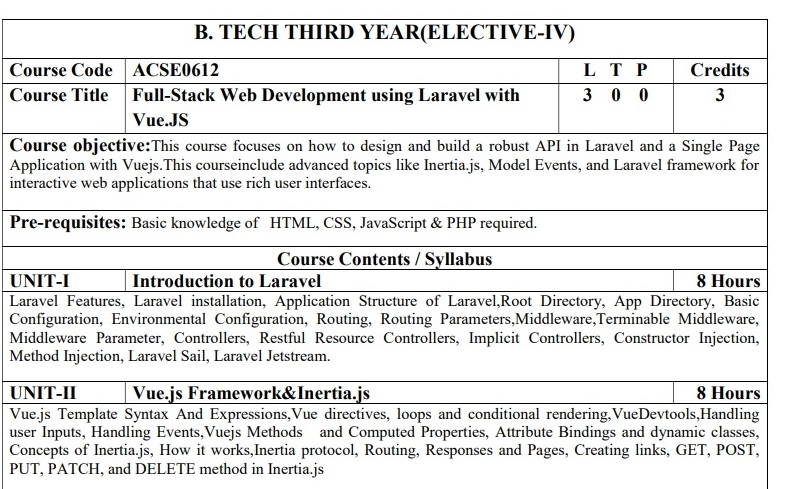 B. TECH THIRD YEAR(ELECTIVE-IV)
Course Code ACSE0612 L T P Credits
Course Title Full-Stack Web Development using Laravel with Vue.JS 3 0 0 3
Course objective:This course focuses on how to design and build a robust API in Laravel and a Single Page
Application with Vuejs.This courseinclude advanced topics like Inertia.js, Model Events, and Laravel framework for
interactive web applications that use rich user interfaces.
Pre-requisites: Basic knowledge of HTML, CSS, JavaScript & PHP required.
Course Contents / Syllabus
UNIT-I Introduction to Laravel 8 Hours
Laravel Features, Laravel installation, Application Structure of Laravel,Root Directory, App Directory, Basic
Configuration, Environmental Configuration, Routing, Routing Parameters,Middleware,Terminable Middleware,
Middleware Parameter, Controllers, Restful Resource Controllers, Implicit Controllers, Constructor Injection,
Method Injection, Laravel Sail, Laravel Jetstream.
UNIT-II Vue.js Framework&Inertia.js 8 Hours
Vue.js Template Syntax And Expressions,Vue directives, loops and conditional rendering,VueDevtools,Handling
user Inputs, Handling Events,Vuejs Methods and Computed Properties, Attribute Bindings and dynamic classes,
Concepts of Inertia.js, How it works,Inertia protocol, Routing, Responses and Pages, Creating links, GET, POST,
PUT, PATCH, and DELETE method in Inertia.js